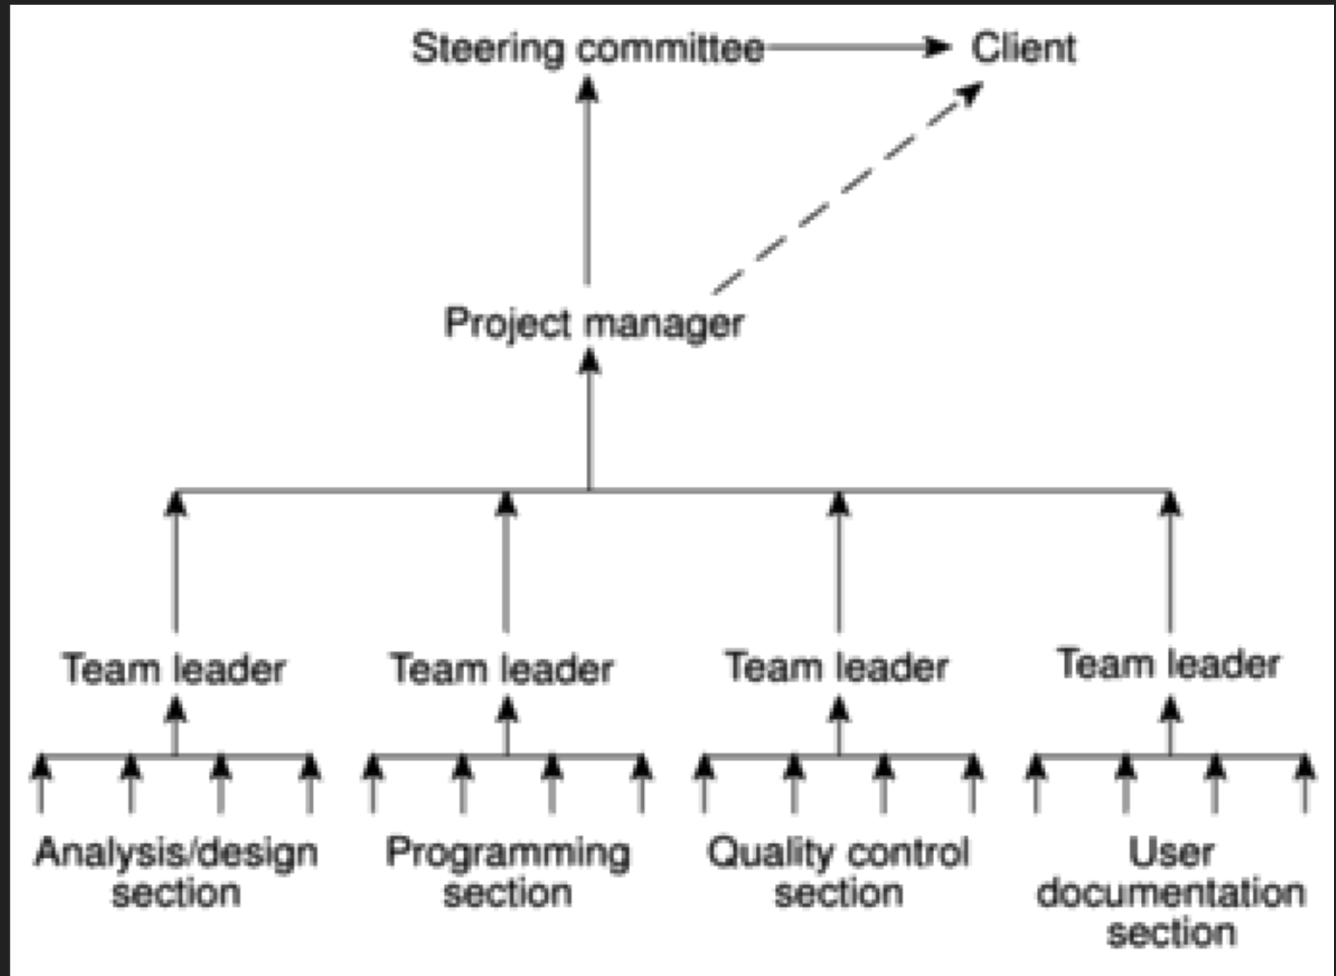 Steering committee
Client
Project manager
Team leader
Team leader
Team leader
Team leader
Analysis/design
section
Programming
section
Quality control
section
User
documentation
section